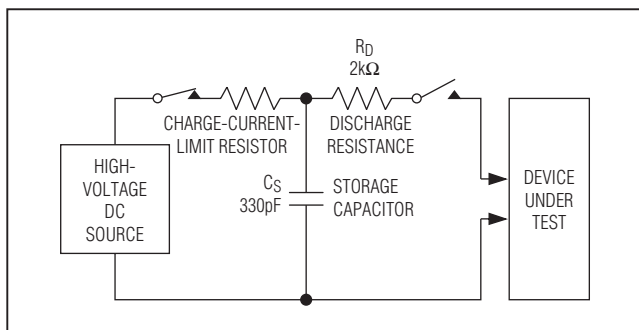 R_D
2kΩ
CHARGE-CURRENT-
LIMIT RESISTOR
DISCHARGE
RESISTANCE
HIGH-
VOLTAGE
DC
SOURCE
C_S
330pF
STORAGE
CAPACITOR
DEVICE
UNDER
TEST